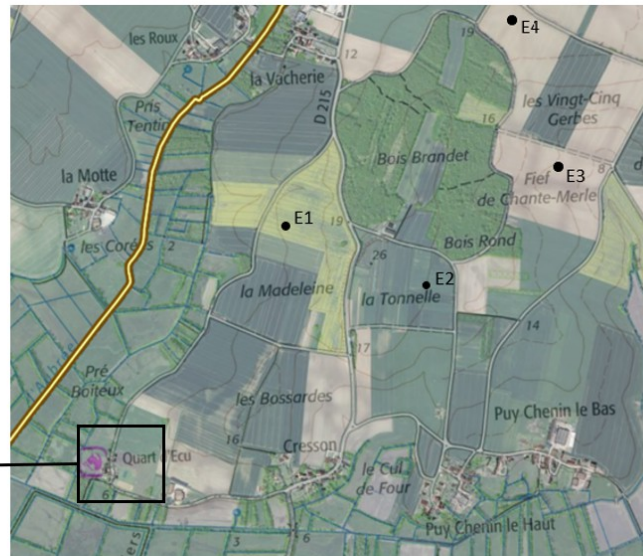 19
E4
les Roux
12
la Vacherie
D 215
Pris
Tentin
les Vingt-Cinq
Gerbes
16
Bois Brandet
la Motte
E3
8
Fief
de Chante-Merle
E1
19
les Corées 2
Bois Rond
26
E2
la Madeleine
la Tonnelle
14
17
Pré
Boiteux
les Bossardes
Puy Chenin le Bas
16
Cresson
Quart d'Ecu
le Cul
de Four
6
Puy Chenin le Haut
3
6